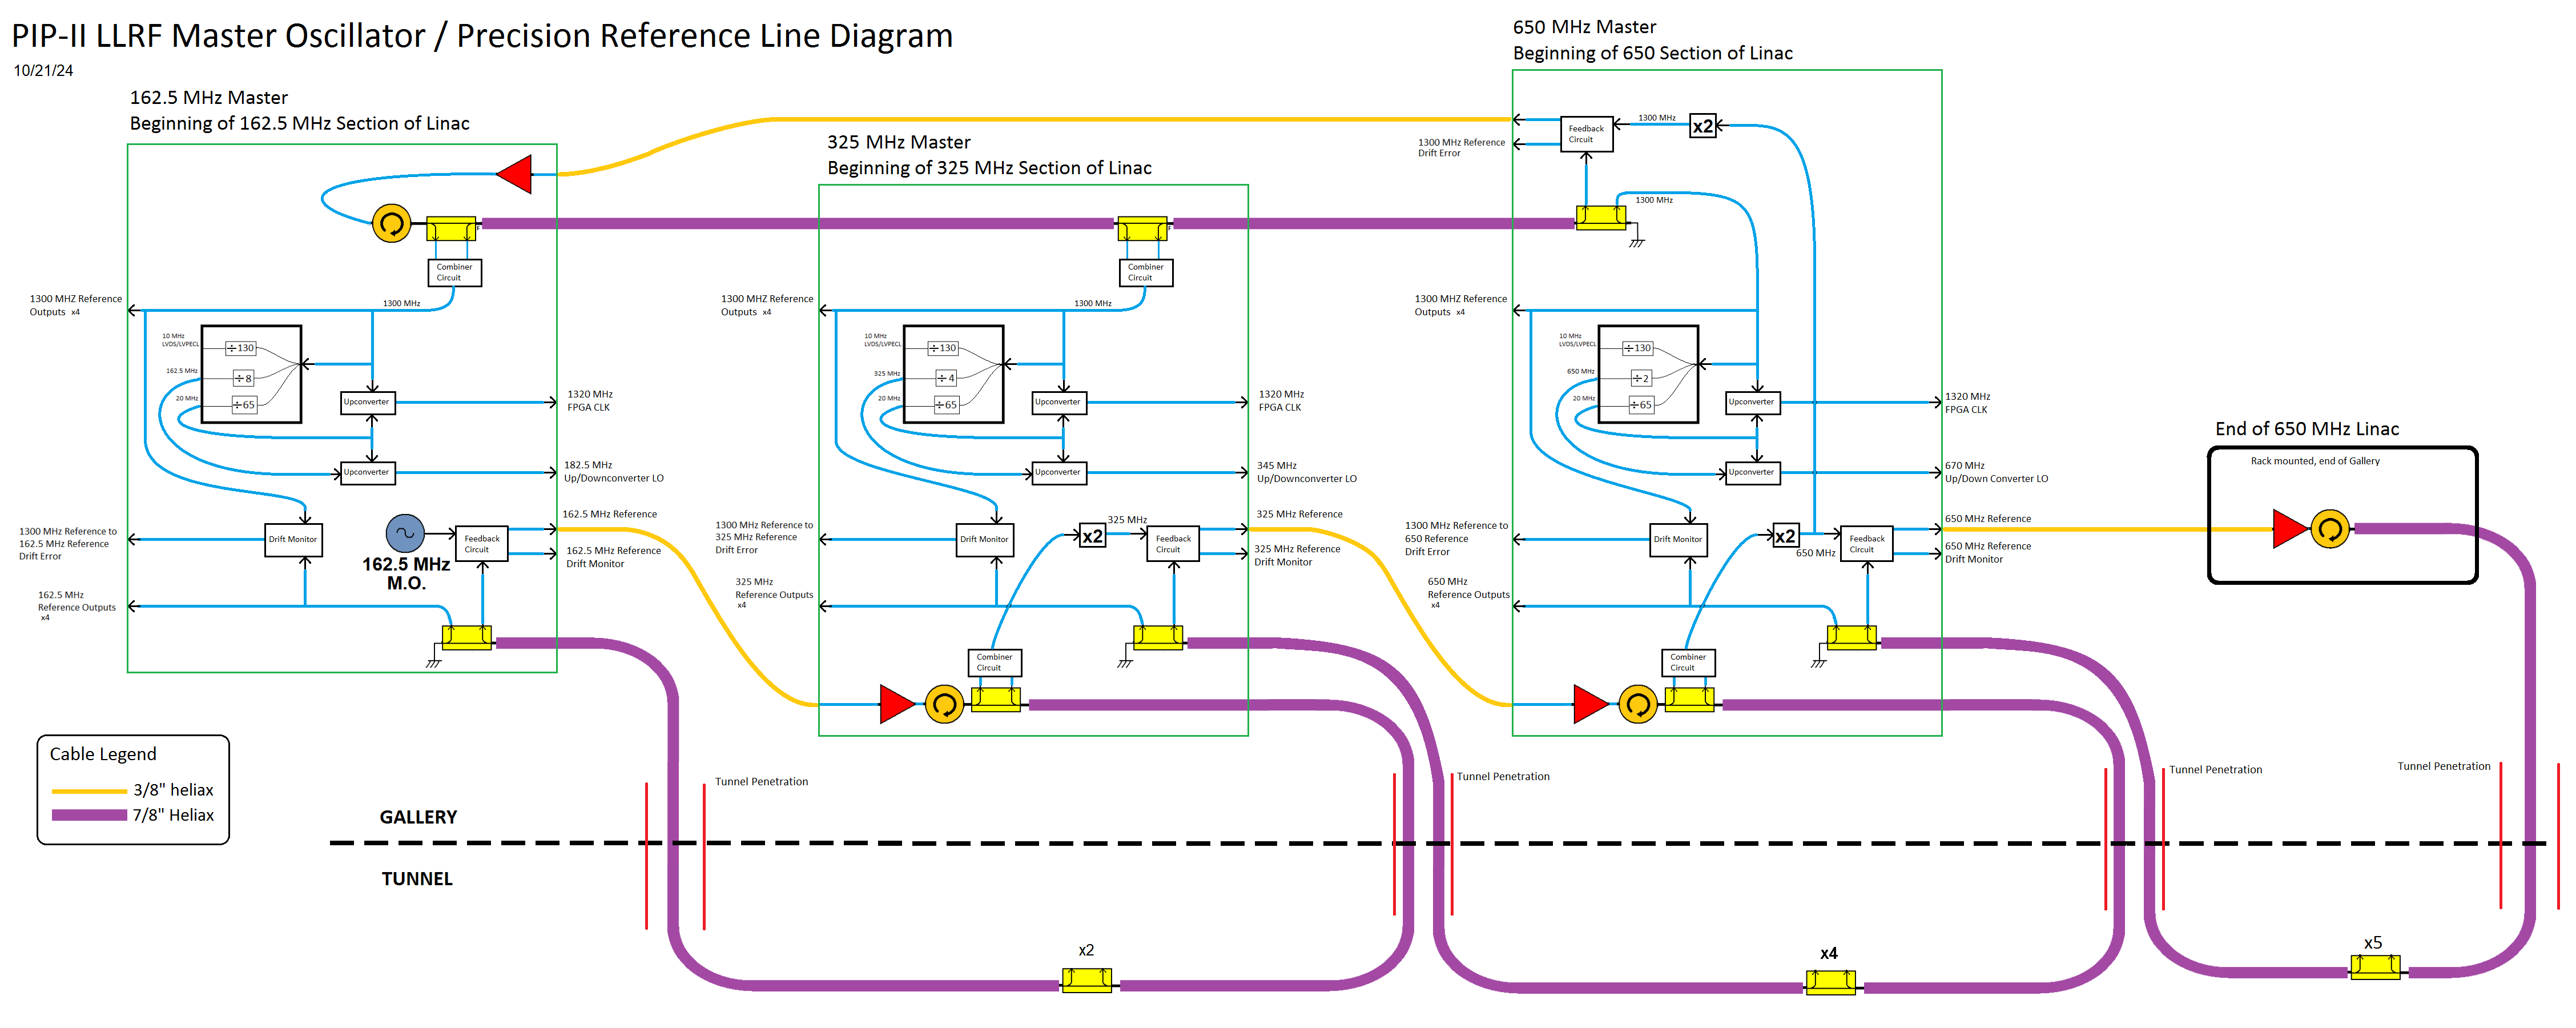 PIP-II LLRF Master Oscillator / Precision Reference Line Diagram
10/21/24
162.5 MHz Master
Beginning of 162.5 MHz Section of Linac
Combiner
Circuit
1300 MHz
1300 MHZ Reference
Outputs x4
10 MHz
LVDS/LVPECL
÷130
162.5 MHz
÷8
20 MHz
÷65
Upconverter
1320 MHz
FPGA CLK
Upconverter
182.5 MHz
Up/Downconverter LO
1300 MHz Reference to
162.5 MHz Reference
Drift Error
Drift Monitor
162.5 MHz
M.O.
Feedback
Circuit
162.5 MHz Reference
162.5 MHz Reference
Drift Monitor
162.5 MHz
Reference Outputs
x4
325 MHz Master
Beginning of 325 MHz Section of Linac
F
Combiner
Circuit
1300 MHz
1300 MHZ Reference
Outputs x4
10 MHz
LVDS/LVPECL
÷130
325 MHz
÷4
20 MHz
÷65
Upconverter
1320 MHz
FPGA CLK
Upconverter
345 MHz
Up/Downconverter LO
1300 MHz Reference to
325 MHz Reference
Drift Error
Drift Monitor
x2
325 MHz
Feedback
Circuit
325 MHz Reference
325 MHz Reference
Drift Monitor
325 MHz
Reference Outputs
x4
Combiner
Circuit
650 MHz Master
Beginning of 650 Section of Linac
Feedback
Circuit
1300 MHz
x2
1300 MHz Reference
Drift Error
1300 MHz
1300 MHZ Reference
Outputs x4
10 MHz
LVDS/LVPECL
÷130
650 MHz
÷2
20 MHz
÷65
Upconverter
1320 MHz
FPGA CLK
Upconverter
670 MHz
Up/Down Converter LO
1300 MHz Reference to
650 Reference
Drift Error
Drift Monitor
x2
650 MHz
Feedback
Circuit
650 MHz Reference
650 MHz Reference
Drift Monitor
650 MHz
Reference Outputs
x4
Combiner
Circuit
End of 650 MHz Linac
Rack mounted, end of Gallery
Cable Legend
3/8" heliax
7/8" Heliax
GALLERY
TUNNEL
Tunnel Penetration
Tunnel Penetration
Tunnel Penetration
Tunnel Penetration
x2
x4
x5